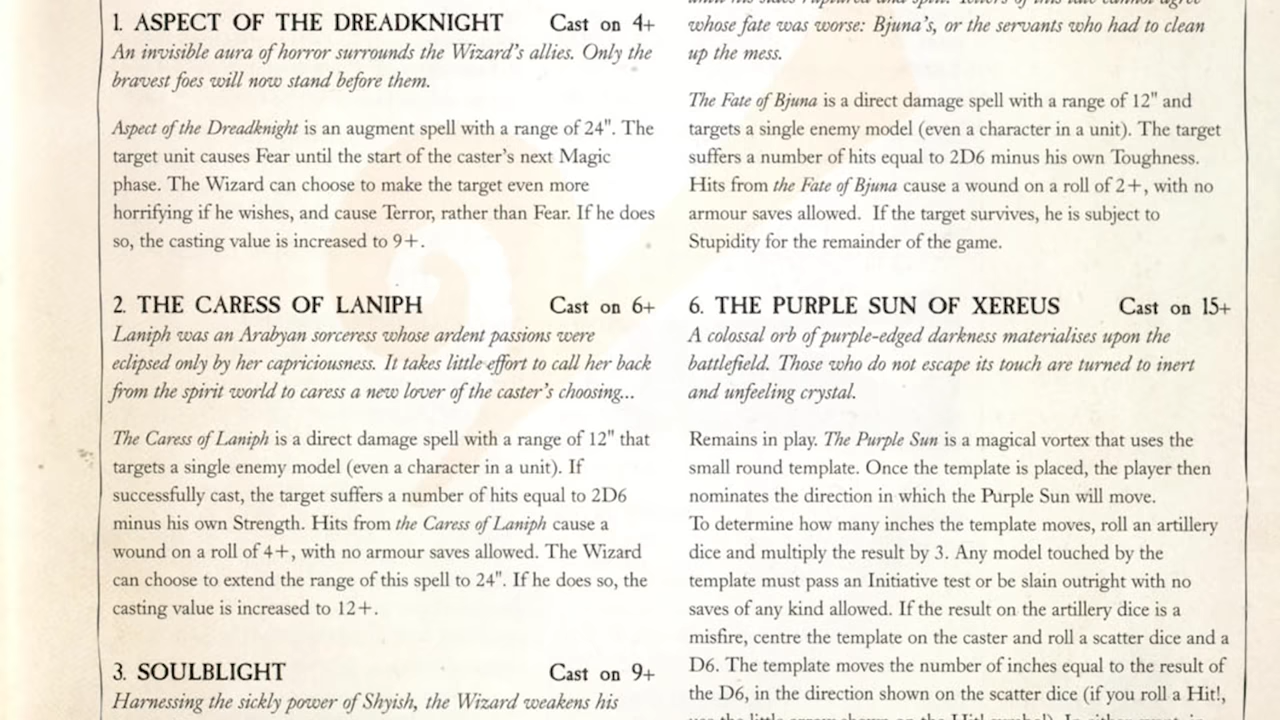 1. ASPECT OF THE DREADKNIGHT Cast on 4+
An invisible aura of horror surrounds the Wizard's allies. Only the
bravest foes will now stand before them.
Aspect of the Dreadknight is an augment spell with a range of 24". The
target unit causes Fear until the start of the caster's next Magic
phase. The Wizard can choose to make the target even more
horrifying if he wishes, and cause Terror, rather than Fear. If he does
so, the casting value is increased to 9+.
2. THE CARESS OF LANIPH Cast on 6+
Laniph was an Arabyan sorceress whose ardent passions were
eclipsed only by her capriciousness. It takes little effort to call her back
from the spirit world to caress a new lover of the caster's choosing...
The Caress of Laniph is a direct damage spell with a range of 12" that
targets a single enemy model (even a character in a unit). If
successfully cast, the target suffers a number of hits equal to 2D6
minus his own Strength. Hits from the Caress of Laniph cause a
wound on a roll of 4+, with no armour saves allowed. The Wizard
can choose to extend the range of this spell to 24". If he does so, the
casting value is increased to 12+.
3. SOULBLIGHT Cast on 9+
Harnessing the sickly power of Shyish, the Wizard weakens his
whose fate was worse: Bjuna's, or the servants who had to clean
up the mess.
The Fate of Bjuna is a direct damage spell with a range of 12" and
targets a single enemy model (even a character in a unit). The target
suffers a number of hits equal to 2D6 minus his own Toughness.
Hits from the Fate of Bjuna cause a wound on a roll of 2+, with no
armour saves allowed. If the target survives, he is subject to
Stupidity for the remainder of the game.
6. THE PURPLE SUN OF XEREUS Cast on 15+
A colossal orb of purple-edged darkness materialises upon the
battlefield. Those who do not escape its touch are turned to inert
and unfeeling crystal.
Remains in play. The Purple Sun is a magical vortex that uses the
small round template. Once the template is placed, the player then
nominates the direction in which the Purple Sun will move.
To determine how many inches the template moves, roll an artillery
dice and multiply the result by 3. Any model touched by the
template must pass an Initiative test or be slain outright with no
saves of any kind allowed. If the result on the artillery dice is a
misfire, centre the template on the caster and roll a scatter dice and a
D6. The template moves the number of inches equal to the result of
the D6, in the direction shown on the scatter dice (if you roll a Hit!,